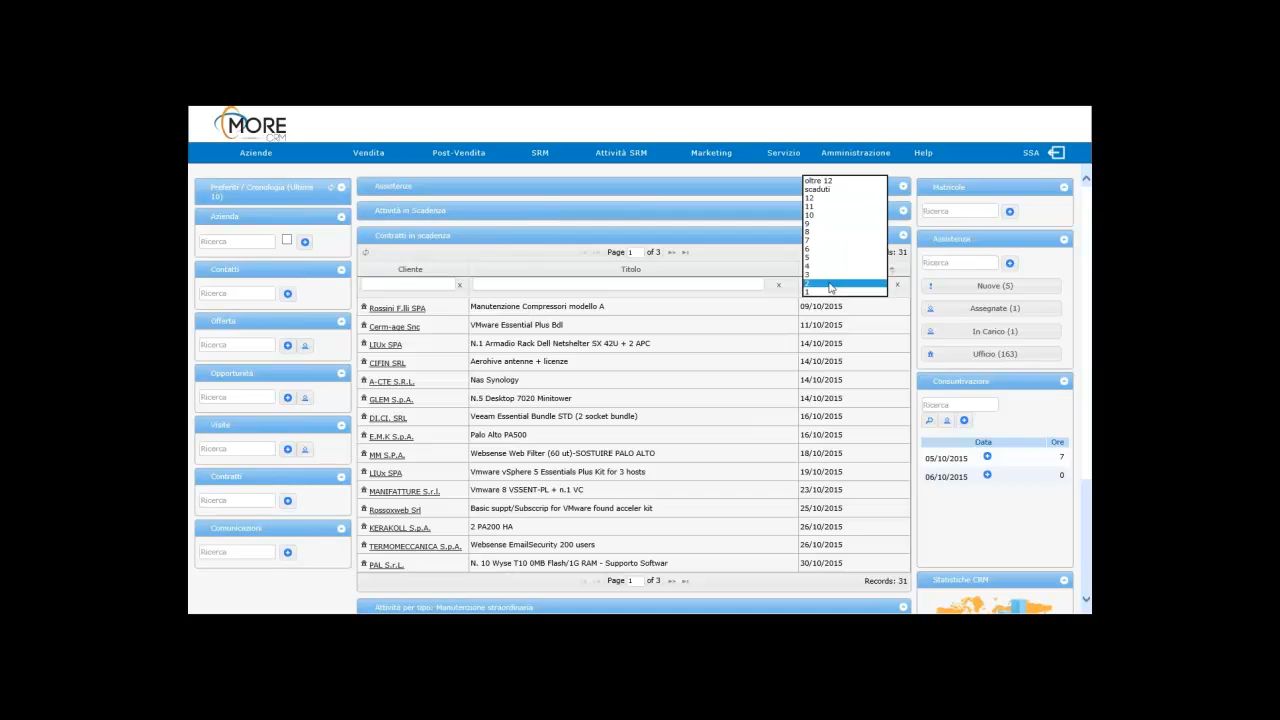 MORE
CRM
Aziende Vendita Post-Vendita SRM Attività SRM Marketing Servizio Amministrazione Help SSA
Preferiti / Cronologia (Ultimi
10)
Azienda
Ricerca
Contatti
Ricerca
Offerta
Ricerca
Opportunità
Ricerca
Visite
Ricerca
Contratti
Ricerca
Comunicazioni
Ricerca
Assistenze
Attività in Scadenza
Contratti in scadenza
Page 1 of 3
: 31
Cliente Titolo
x x x
oltre 12
scaduti
12
11
10
9
8
7
6
5
4
3
2
1
Rossini F.lli SPA Manutenzione Compressori modello A 09/10/2015
Cerm-age Snc VMware Essential Plus Bdl 11/10/2015
LIUx SPA N.1 Armadio Rack Dell Netshelter SX 42U + 2 APC 14/10/2015
CIFIN SRL Aerohive antenne + licenze 14/10/2015
A-CTE S.R.L. Nas Synology 14/10/2015
GLEM S.p.A. N.5 Desktop 7020 Minitower 14/10/2015
DI.CI. SRL Veeam Essential Bundle STD (2 socket bundle) 16/10/2015
E.M.K S.p.A. Palo Alto PA500 16/10/2015
MM S.P.A. Websense Web Filter (60 ut)-SOSTUIRE PALO ALTO 18/10/2015
LIUx SPA Vmware vSphere 5 Essentials Plus Kit for 3 hosts 19/10/2015
MANIFATTURE S.r.l. Vmware 8 VSSENT-PL + n.1 VC 23/10/2015
Rossoxweb Srl Basic suppt/Subsccrip for VMware found acceler kit 25/10/2015
KERAKOLL S.p.A. 2 PA200 HA 26/10/2015
TERMOMECCANICA S.p.A. Websense EmailSecurity 200 users 26/10/2015
PAL S.r.L. N. 10 Wyse T10 0MB Flash/1G RAM - Supporto Softwar 30/10/2015
Page 1 of 3 Records: 31
Attività per tipo: Manutenzione straordinaria
Matricole
Ricerca
Assistenza
Ricerca
Nuove (5)
Assegnate (1)
In Carico (1)
Ufficio (163)
Consuntivazioni
Ricerca
Data Ore
05/10/2015 7
06/10/2015 0
Statistiche CRM